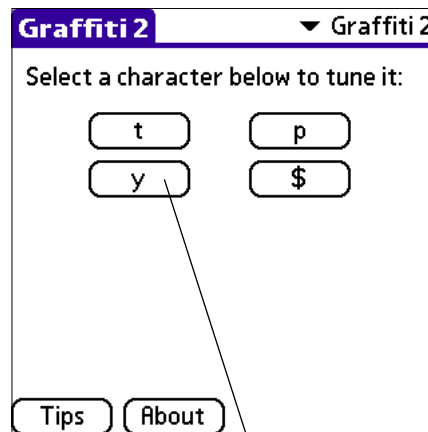 Graffiti 2 Graffiti 2
Select a character below to tune it:
t p
y $
Tips About